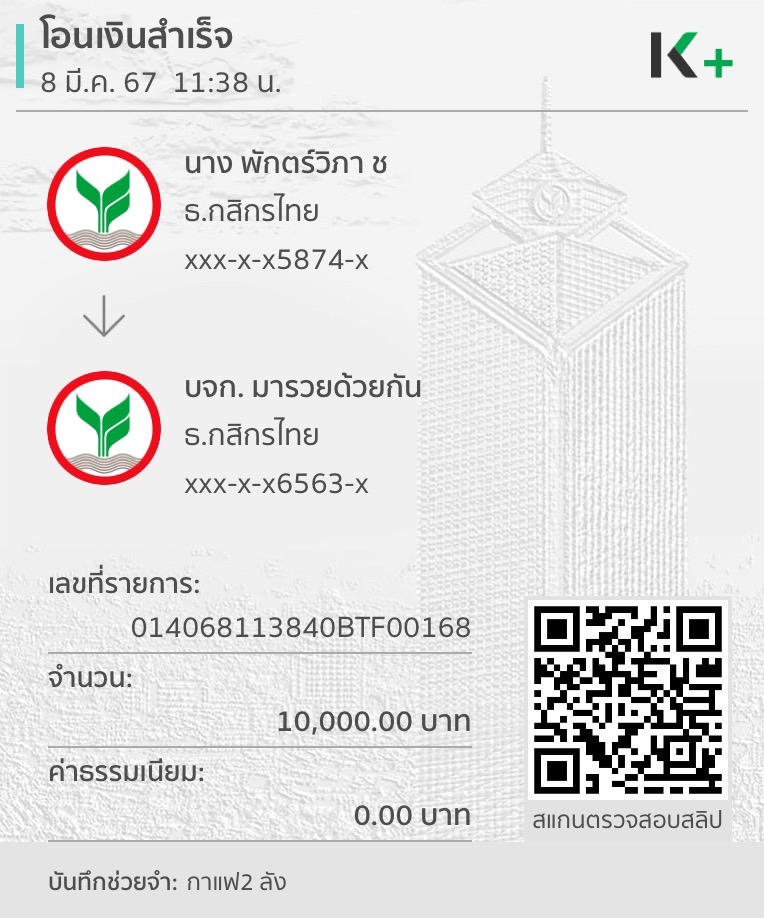 โอนเงินสำเร็จ
8 มี.ค. 67 11:38 น.
K+
นาง พักตร์วิภา ช
ธ.กสิกรไทย
xxx-x-x5874-x
บจก. มารวยด้วยกัน
ธ.กสิกรไทย
xxx-x-x6563-x
เลขที่รายการ:
014068113840BTF00168
จำนวน:
10,000.00 บาท
ค่าธรรมเนียม:
0.00 บาท
สแกนตรวจสอบสลิป
บันทึกช่วยจำ: กาแฟ2 ลัง